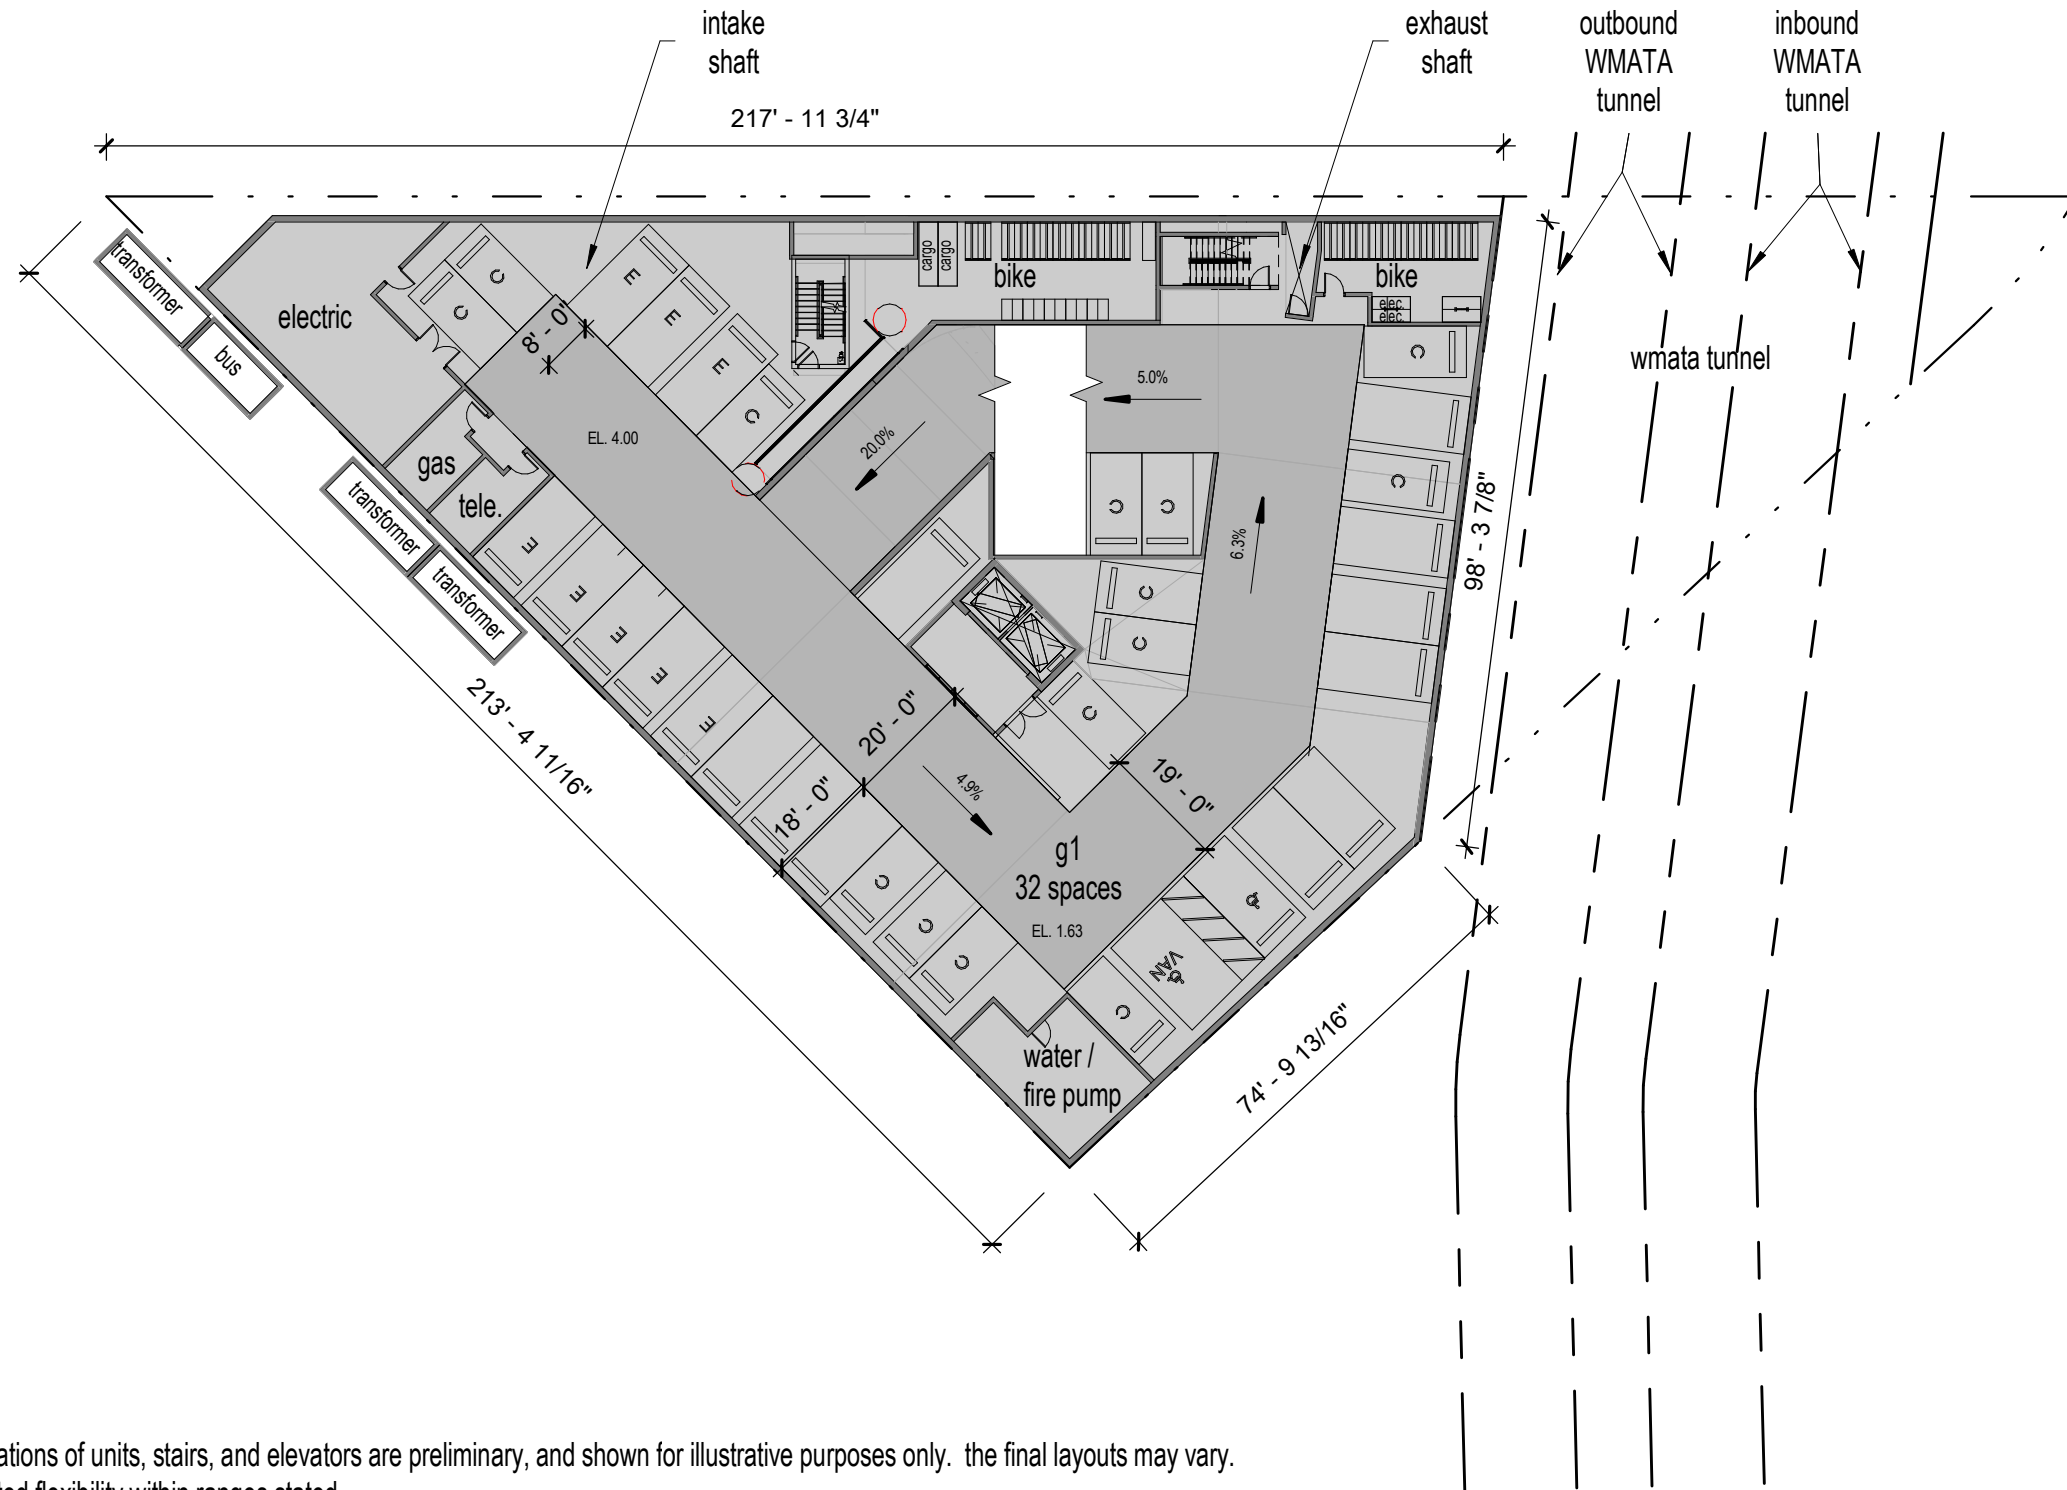 intake
shaft
exhaust
shaft
outbound
WMATA
tunnel
inbound
WMATA
tunnel
217' - 11 3/4"
transformer
bus
electric
C
C
E
E
E
C
8' - 0"
EL. 4.00
cargo
cargo
bike
bike
elec.
elec.
wmata tunnel
5.0%
20.0%
C
C
C
C
6.3%
98' - 3 7/8"
gas
tele.
transformer
transformer
E
E
E
E
E
C
C
C
213' - 4 11/16"
20' - 0"
18' - 0"
19' - 0"
4.9%
g1
32 spaces
EL. 1.63
C
C
C
VAN
C
water /
fire pump
74' - 9 13/16"
ations of units, stairs, and elevators are preliminary, and shown for illustrative purposes only.  the final layouts may vary.
flexibility within ranges stated